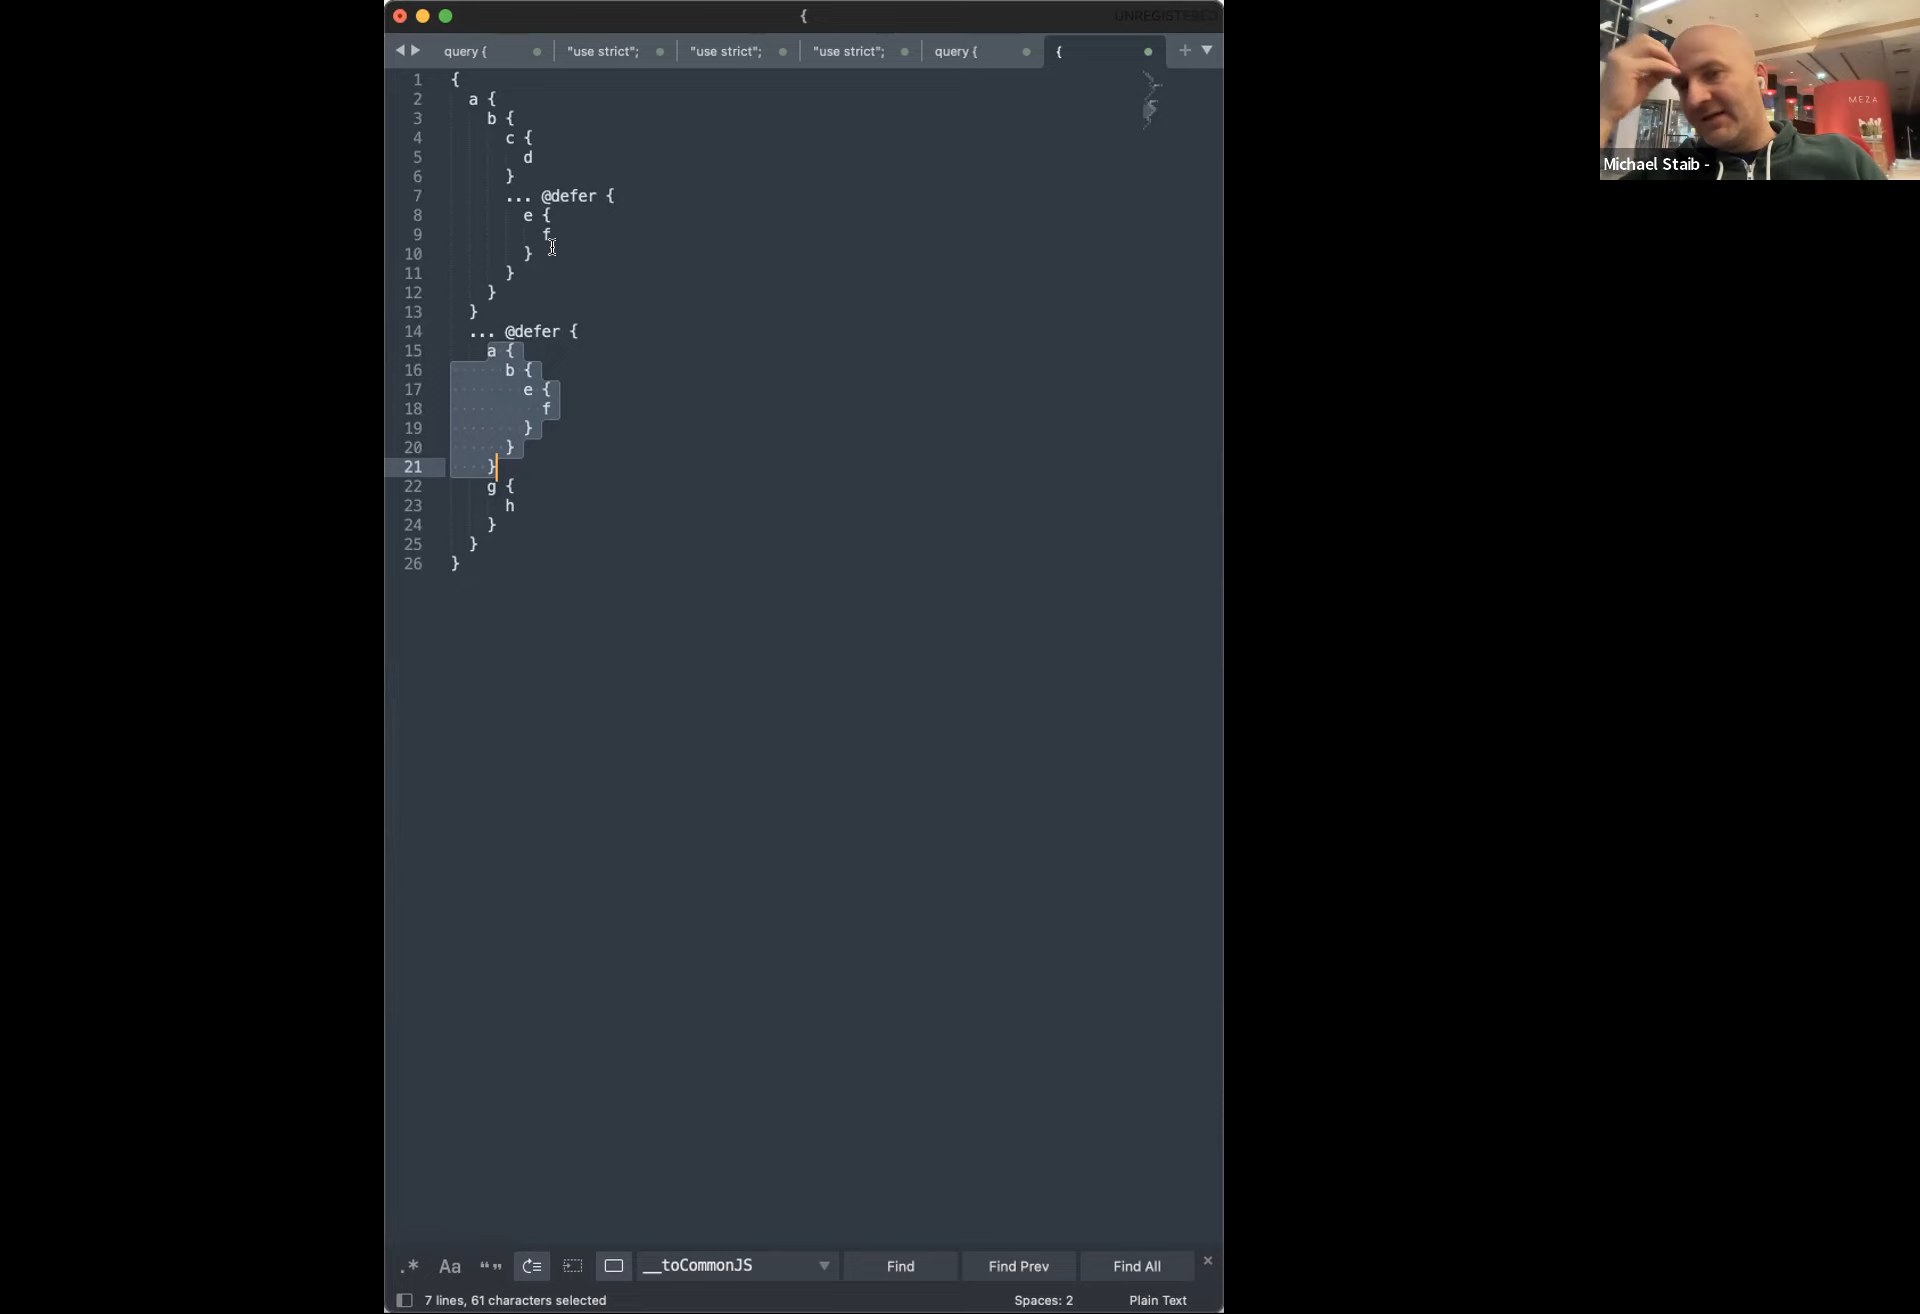 {
UNREGISTERED
query {
"use strict";
"use strict";
"use strict";
query {
{
1 {
2 a {
3 b {
4 c {
5 d
6 }
7 ... @defer {
8 e {
9 f
10 }
11 }
12 }
13 }
14 ... @defer {
15 a {
16 b {
17 e {
18 f
19 }
20 }
21 }
22 g {
23 h
24 }
25 }
26 }
MEZA
Michael Staib -
.* Aa “” __toCommonJS Find Find Prev Find All
7 lines, 61 characters selected Spaces: 2 Plain Text